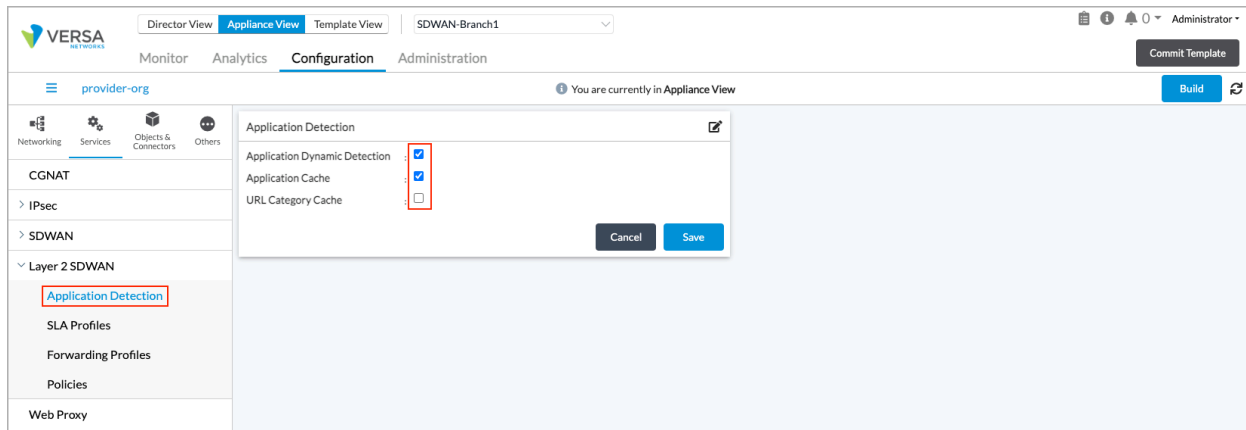 VERSA
NETWORKS
Director View Appliance View Template View SDWAN-Branch1
0 Administrator
Monitor Analytics Configuration Administration
Commit Template
provider-org
You are currently in Appliance View
Build
Networking Services Objects & Connectors Others
CGNAT
IPsec
SDWAN
Layer 2 SDWAN
Application Detection
SLA Profiles
Forwarding Profiles
Policies
Web Proxy
Application Detection
Application Dynamic Detection :
Application Cache :
URL Category Cache :
Cancel Save